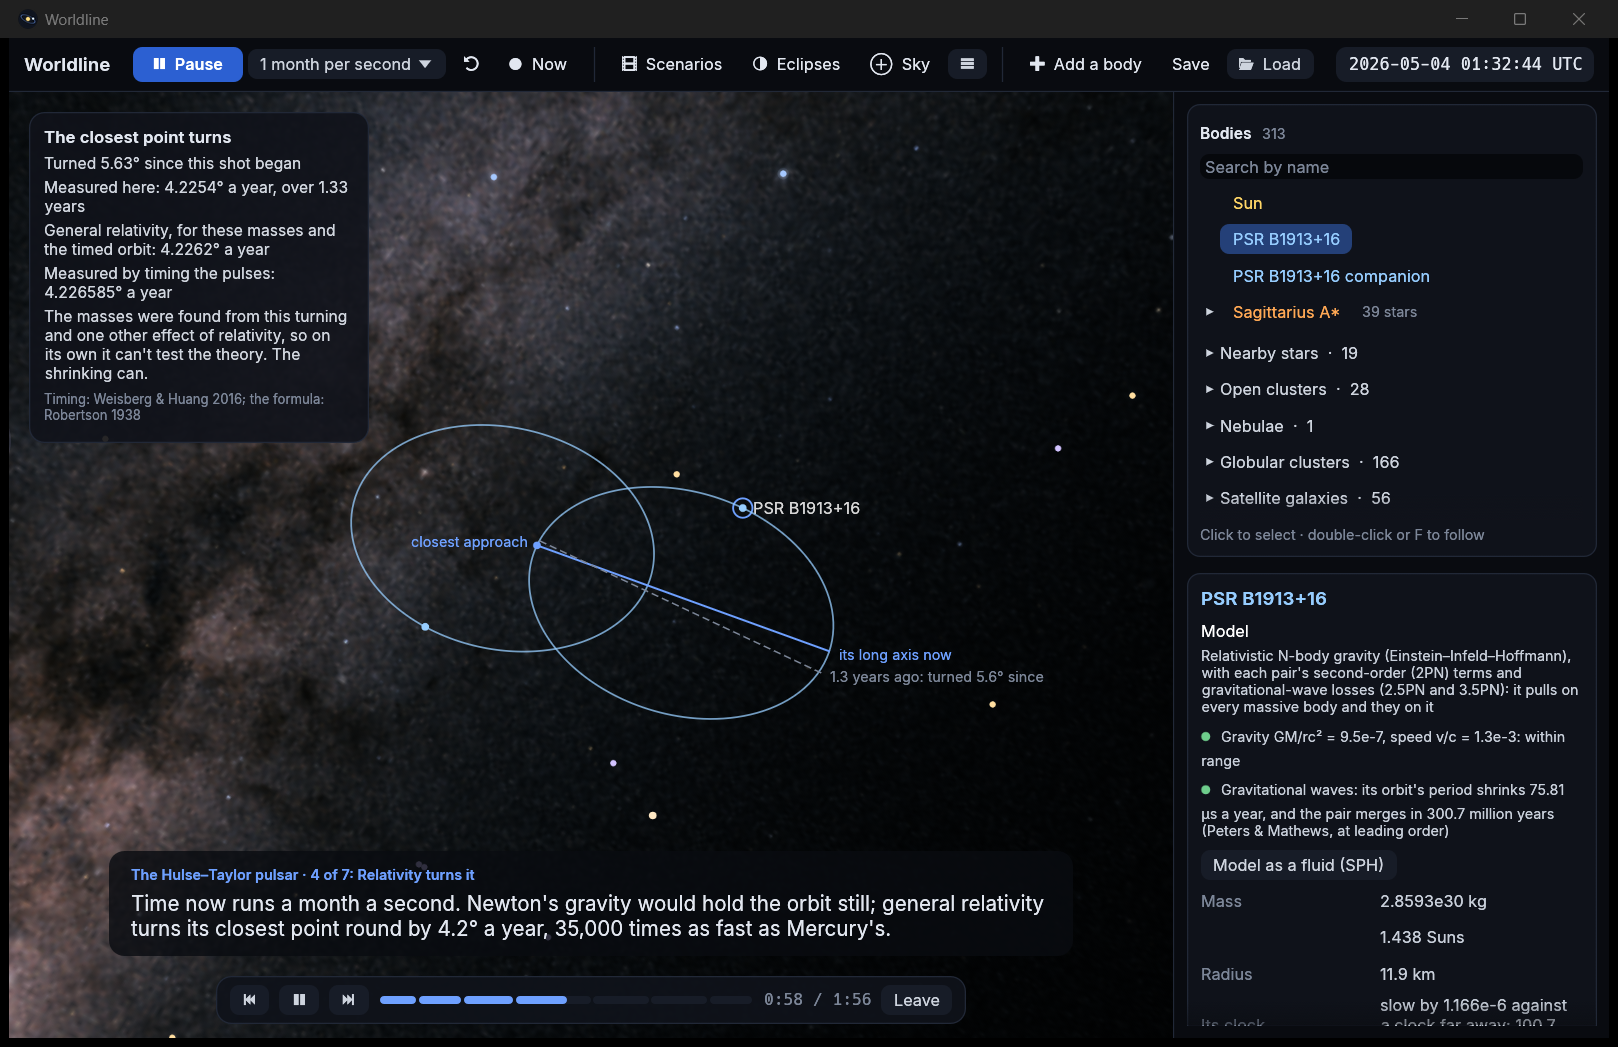 Worldline
Worldline
Pause
1 month per second
Now
Scenarios
Eclipses
Sky
Add a body
Save
Load
2026-05-04 01:32:44 UTC
The closest point turns
Turned 5.63° since this shot began
Measured here: 4.2254° a year, over 1.33
years
General relativity, for these masses and
the timed orbit: 4.2262° a year
Measured by timing the pulses:
4.226585° a year
The masses were found from this turning
and one other effect of relativity, so on
its own it can't test the theory. The
shrinking can.
Timing: Weisberg & Huang 2016; the formula:
Robertson 1938
PSR B1913+16
closest approach
its long axis now
1.3 years ago: turned 5.6° since
The Hulse–Taylor pulsar · 4 of 7: Relativity turns it
Time now runs a month a second. Newton's gravity would hold the orbit still; general relativity
turns its closest point round by 4.2° a year, 35,000 times as fast as Mercury's.
0:58 / 1:56
Leave
Bodies 313
Search by name
Sun
PSR B1913+16
PSR B1913+16 companion
Sagittarius A* 39 stars
Nearby stars · 19
Open clusters · 28
Nebulae · 1
Globular clusters · 166
Satellite galaxies · 56
Click to select · double-click or F to follow
PSR B1913+16
Model
Relativistic N-body gravity (Einstein–Infeld–Hoffmann),
with each pair's second-order (2PN) terms and
gravitational-wave losses (2.5PN and 3.5PN): it pulls on
every massive body and they on it
Gravity GM/rc² = 9.5e-7, speed v/c = 1.3e-3: within
range
Gravitational waves: its orbit's period shrinks 75.81
µs a year, and the pair merges in 300.7 million years
(Peters & Mathews, at leading order)
Model as a fluid (SPH)
Mass 2.8593e30 kg
1.438 Suns
Radius 11.9 km
slow by 1.166e-6 against
Its clock a clock far away: 100.7